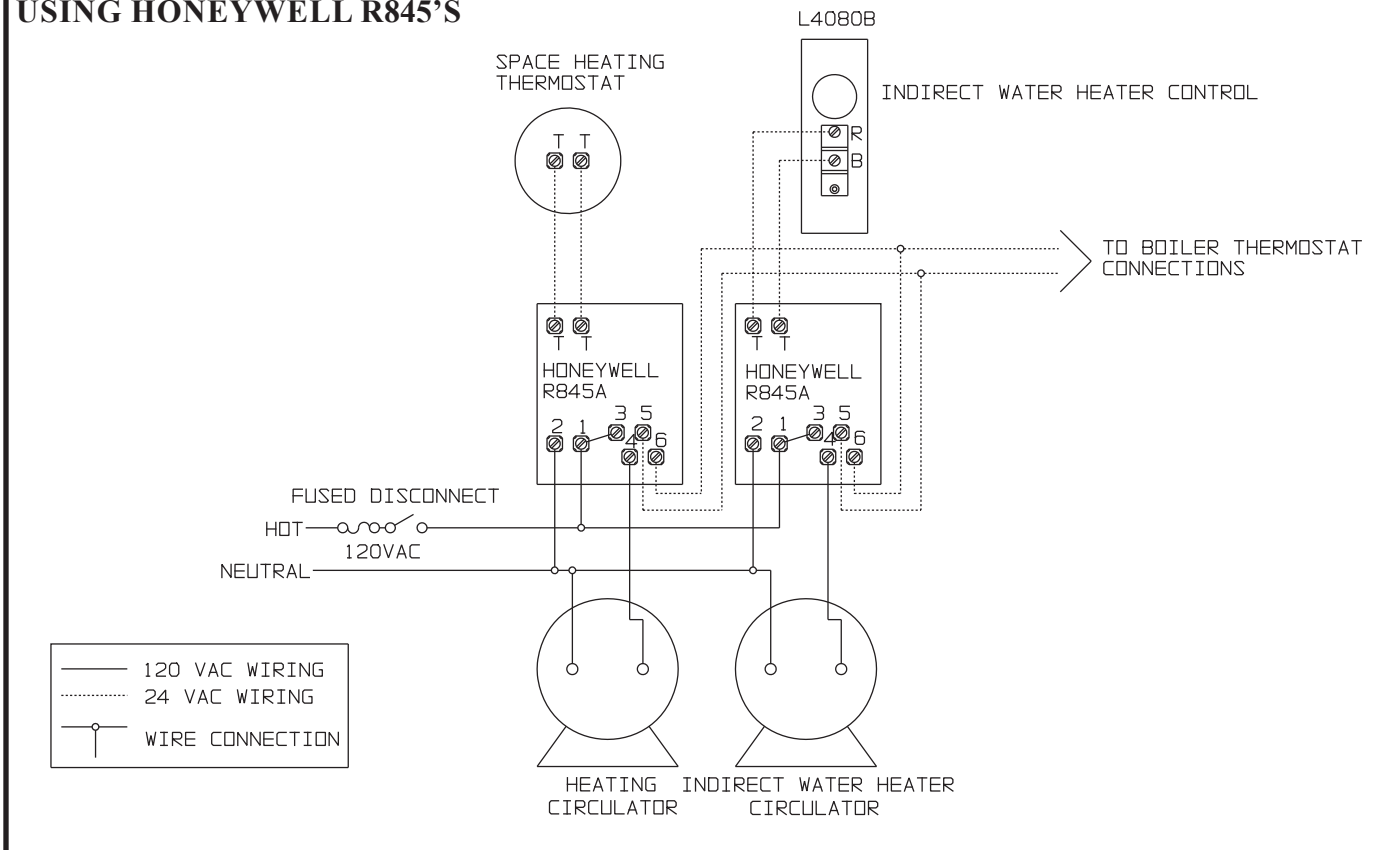 USING HONEYWELL R845'S
L4080B
SPACE HEATING
THERMOSTAT
INDIRECT WATER HEATER CONTROL
T T
R
B
TO BOILER THERMOSTAT
CONNECTIONS
T T
HONEYWELL
R845A
2 1 3 5
4 6
T T
HONEYWELL
R845A
2 1 3 5
4 6
FUSED DISCONNECT
HOT
120VAC
NEUTRAL
120 VAC WIRING
24 VAC WIRING
WIRE CONNECTION
HEATING
CIRCULATOR
INDIRECT WATER HEATER
CIRCULATOR